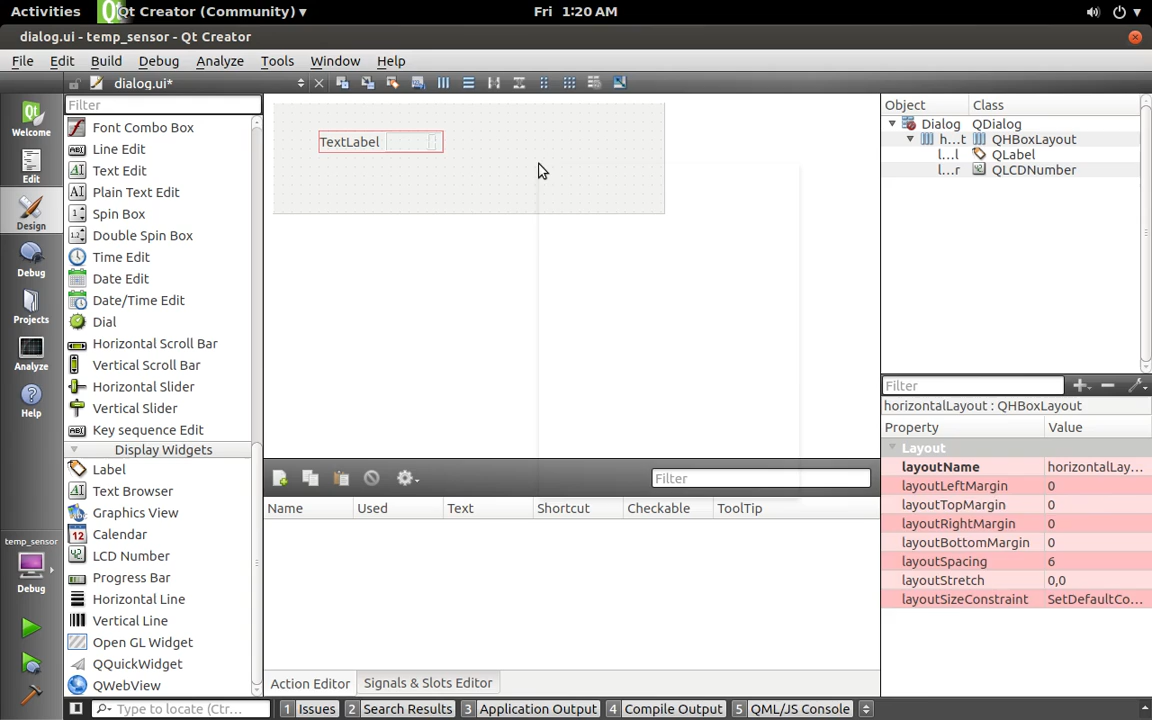 Activities Qt Creator (Community) ▾ Fri 1:20 AM
dialog.ui - temp_sensor - Qt Creator
File Edit Build Debug Analyze Tools Window Help
dialog.ui*
Filter
Welcome
Edit
Design
Debug
Projects
Analyze
Help
temp_sensor
Debug
Font Combo Box
Line Edit
Text Edit
Plain Text Edit
Spin Box
Double Spin Box
Time Edit
Date Edit
Date/Time Edit
Dial
Horizontal Scroll Bar
Vertical Scroll Bar
Horizontal Slider
Vertical Slider
Key sequence Edit
Display Widgets
Label
Text Browser
Graphics View
Calendar
LCD Number
Progress Bar
Horizontal Line
Vertical Line
Open GL Widget
QQuickWidget
QWebView
TextLabel
Filter
Name Used Text Shortcut Checkable ToolTip
Action Editor Signals & Slots Editor
Object Class
Dialog QDialog
h...t QHBoxLayout
l...l QLabel
l...r QLCDNumber
Filter
horizontalLayout : QHBoxLayout
Property Value
Layout
layoutName horizontalLay...
layoutLeftMargin 0
layoutTopMargin 0
layoutRightMargin 0
layoutBottomMargin 0
layoutSpacing 6
layoutStretch 0,0
layoutSizeConstraint SetDefaultCo...
Type to locate (Ctr... 1 Issues 2 Search Results 3 Application Output 4 Compile Output 5 QML/JS Console